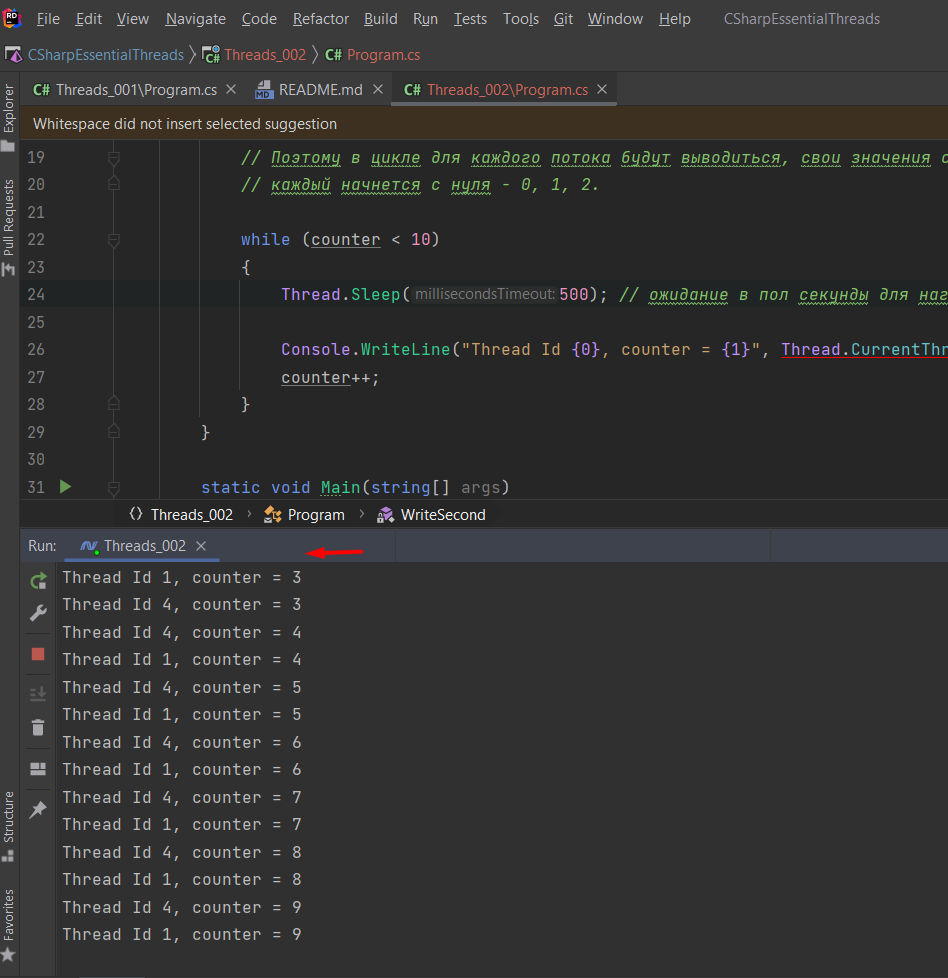 File Edit View Navigate Code Refactor Build Run Tests Tools Git Window Help CSharpEssentialThreads
CSharpEssentialThreads Threads_002 C# Program.cs
C# Threads_001\Program.cs README.md C# Threads_002\Program.cs
Whitespace did not insert selected suggestion
Explorer
Pull Requests
19 // Поэтому в цикле для каждого потока будут выводиться, свои значения
20 // каждый начнется с нуля - 0, 1, 2.
21
22 while (counter < 10)
23 {
24 Thread.Sleep( millisecondsTimeout: 500); // ожидание в пол секунды для наг
25
26 Console.WriteLine("Thread Id {0}, counter = {1}", Thread.CurrentThr
27 counter++;
28 }
29 }
30
31 static void Main(string[] args)
Threads_002 Program WriteSecond
Run: Threads_002
Thread Id 1, counter = 3
Thread Id 4, counter = 3
Thread Id 4, counter = 4
Thread Id 1, counter = 4
Thread Id 4, counter = 5
Thread Id 1, counter = 5
Thread Id 4, counter = 6
Thread Id 1, counter = 6
Thread Id 4, counter = 7
Thread Id 1, counter = 7
Thread Id 4, counter = 8
Thread Id 1, counter = 8
Thread Id 4, counter = 9
Thread Id 1, counter = 9
Structure
Favorites